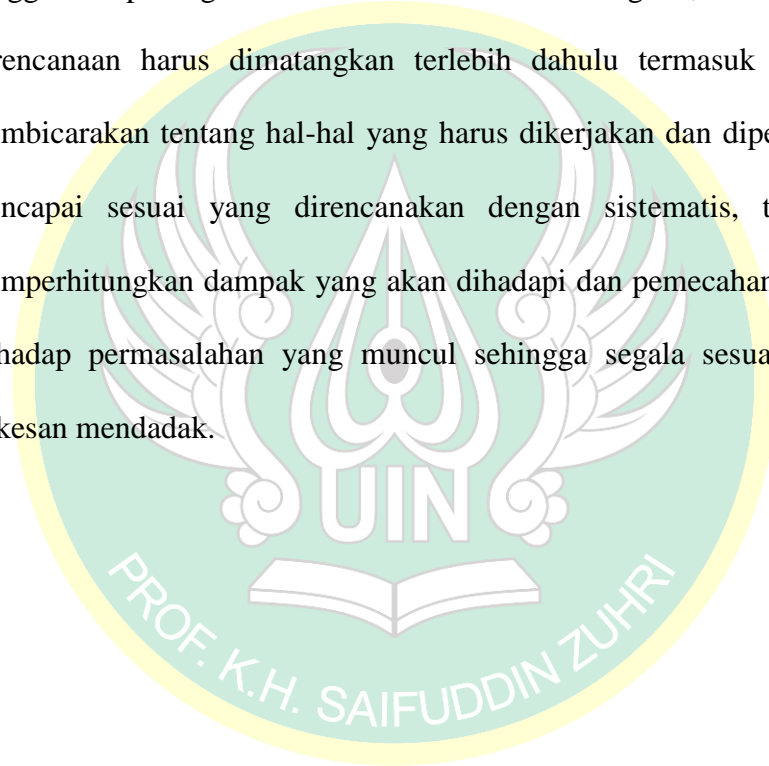 rencanaan harus dimatangkan terlebih dahulu termasuk
mbicarakan tentang hal-hal yang harus dikerjakan dan dipe
ncapai sesuai yang direncanakan dengan sistematis, t
mperhitungkan dampak yang akan dihadapi dan pemecahan
hadap permasalahan yang muncul sehingga segala sesua
kesan mendadak.
UIN
PROF. K.H. SAIFUDDIN ZUHRI